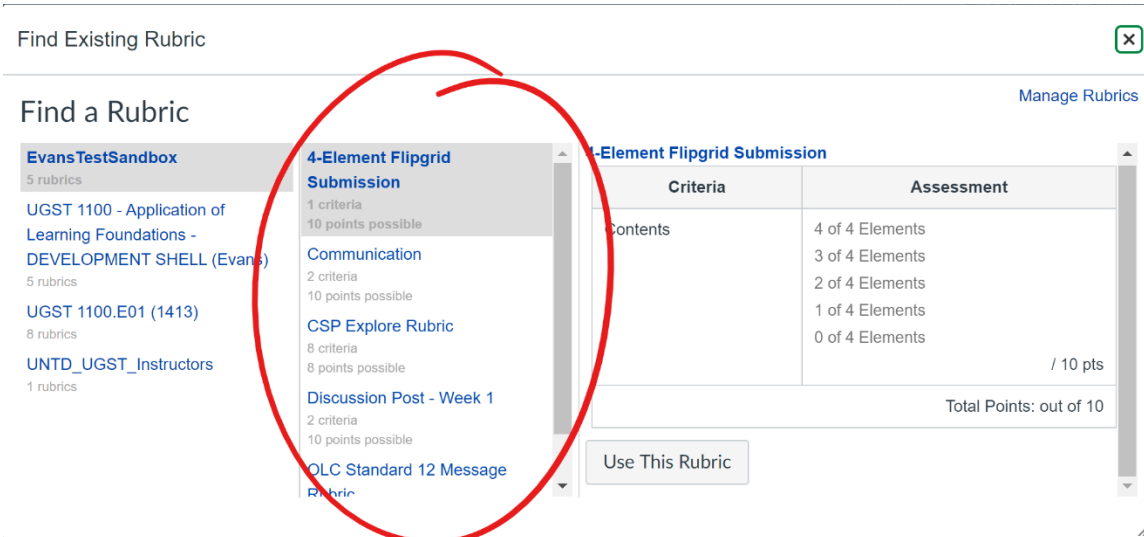 Find Existing Rubric
Find a Rubric
Manage Rubrics
EvansTestSandbox
5 rubrics
UGST 1100 - Application of
Learning Foundations -
DEVELOPMENT SHELL (Evans)
5 rubrics
UGST 1100.E01 (1413)
8 rubrics
UNTD_UGST_Instructors
1 rubrics
4-Element Flipgrid
Submission
1 criteria
10 points possible
Communication
2 criteria
10 points possible
CSP Explore Rubric
8 criteria
8 points possible
Discussion Post - Week 1
2 criteria
10 points possible
OLC Standard 12 Message
Rubric
4-Element Flipgrid Submission
Criteria
Assessment
Contents
4 of 4 Elements
3 of 4 Elements
2 of 4 Elements
1 of 4 Elements
0 of 4 Elements
/ 10 pts
Total Points: out of 10
Use This Rubric